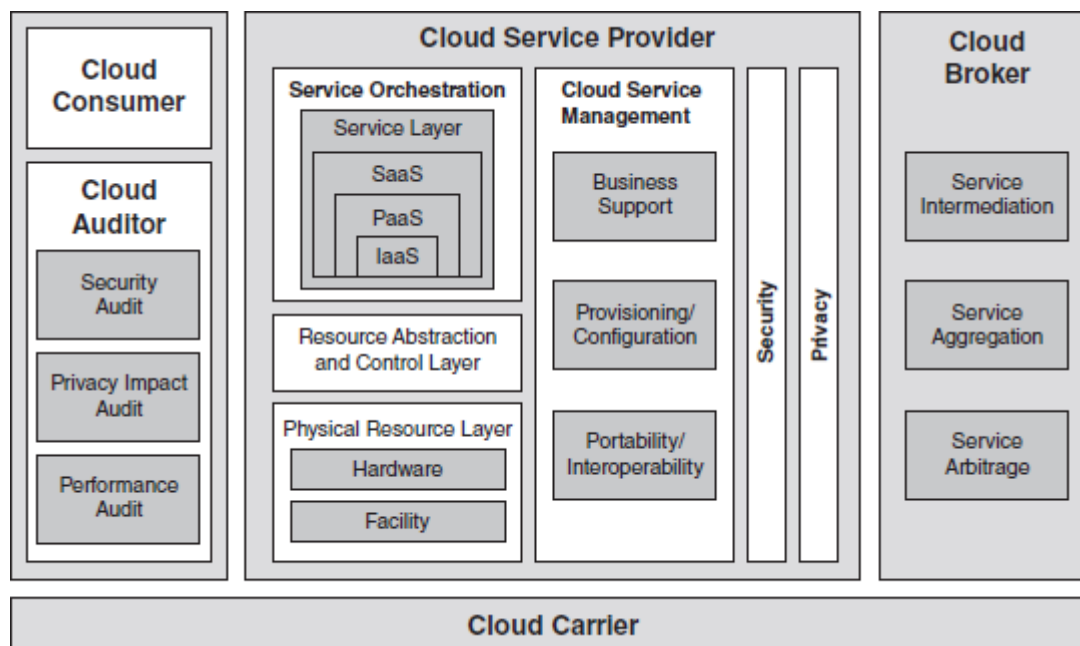 Cloud
Consumer
Cloud
Auditor
Security
Audit
Privacy Impact
Audit
Performance
Audit
Cloud Service Provider
Service Orchestration
Service Layer
SaaS
PaaS
IaaS
Resource Abstraction
and Control Layer
Physical Resource Layer
Hardware
Facility
Cloud Service
Management
Business
Support
Provisioning/
Configuration
Portability/
Interoperability
Security
Privacy
Cloud
Broker
Service
Intermediation
Service
Aggregation
Service
Arbitrage
Cloud Carrier